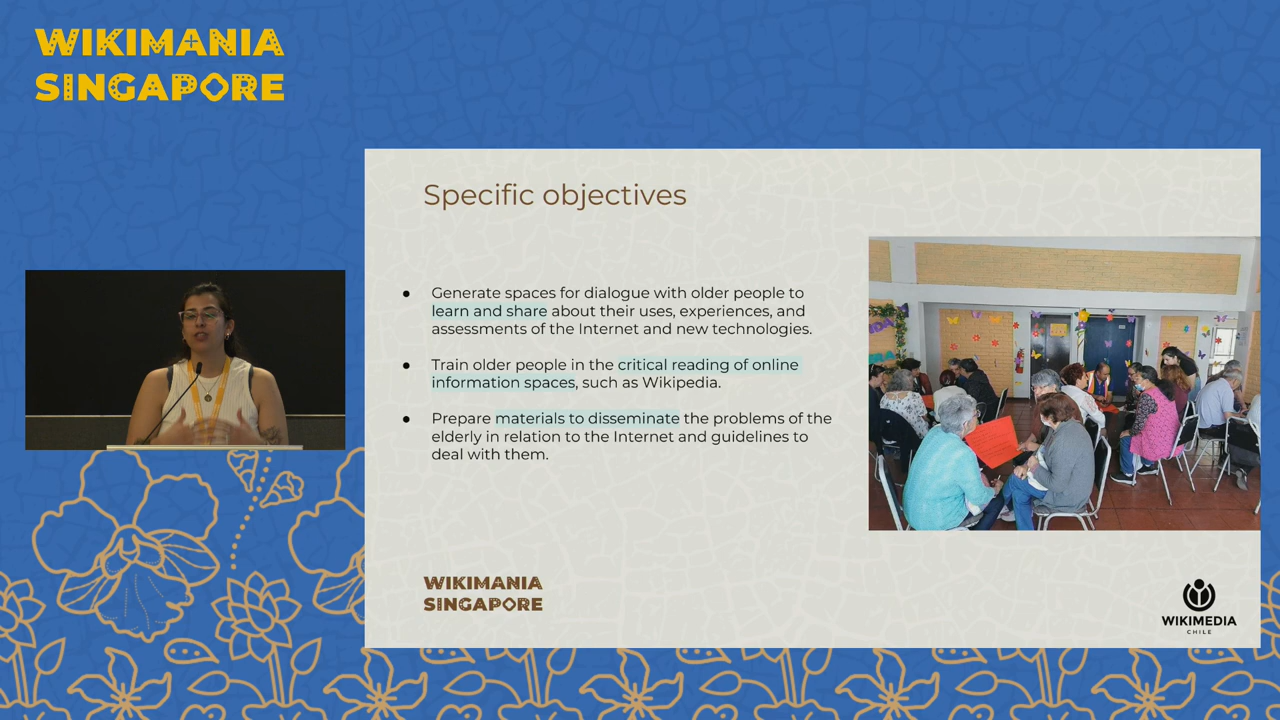 WIKIMANIA
SINGAPORE
Specific objectives
● Generate spaces for dialogue with older people to
learn and share about their uses, experiences, and
assessments of the Internet and new technologies.
● Train older people in the critical reading of online
information spaces, such as Wikipedia.
● Prepare materials to disseminate the problems of the
elderly in relation to the Internet and guidelines to
deal with them.
WIKIMANIA
SINGAPORE
WIKIMEDIA
CHILE